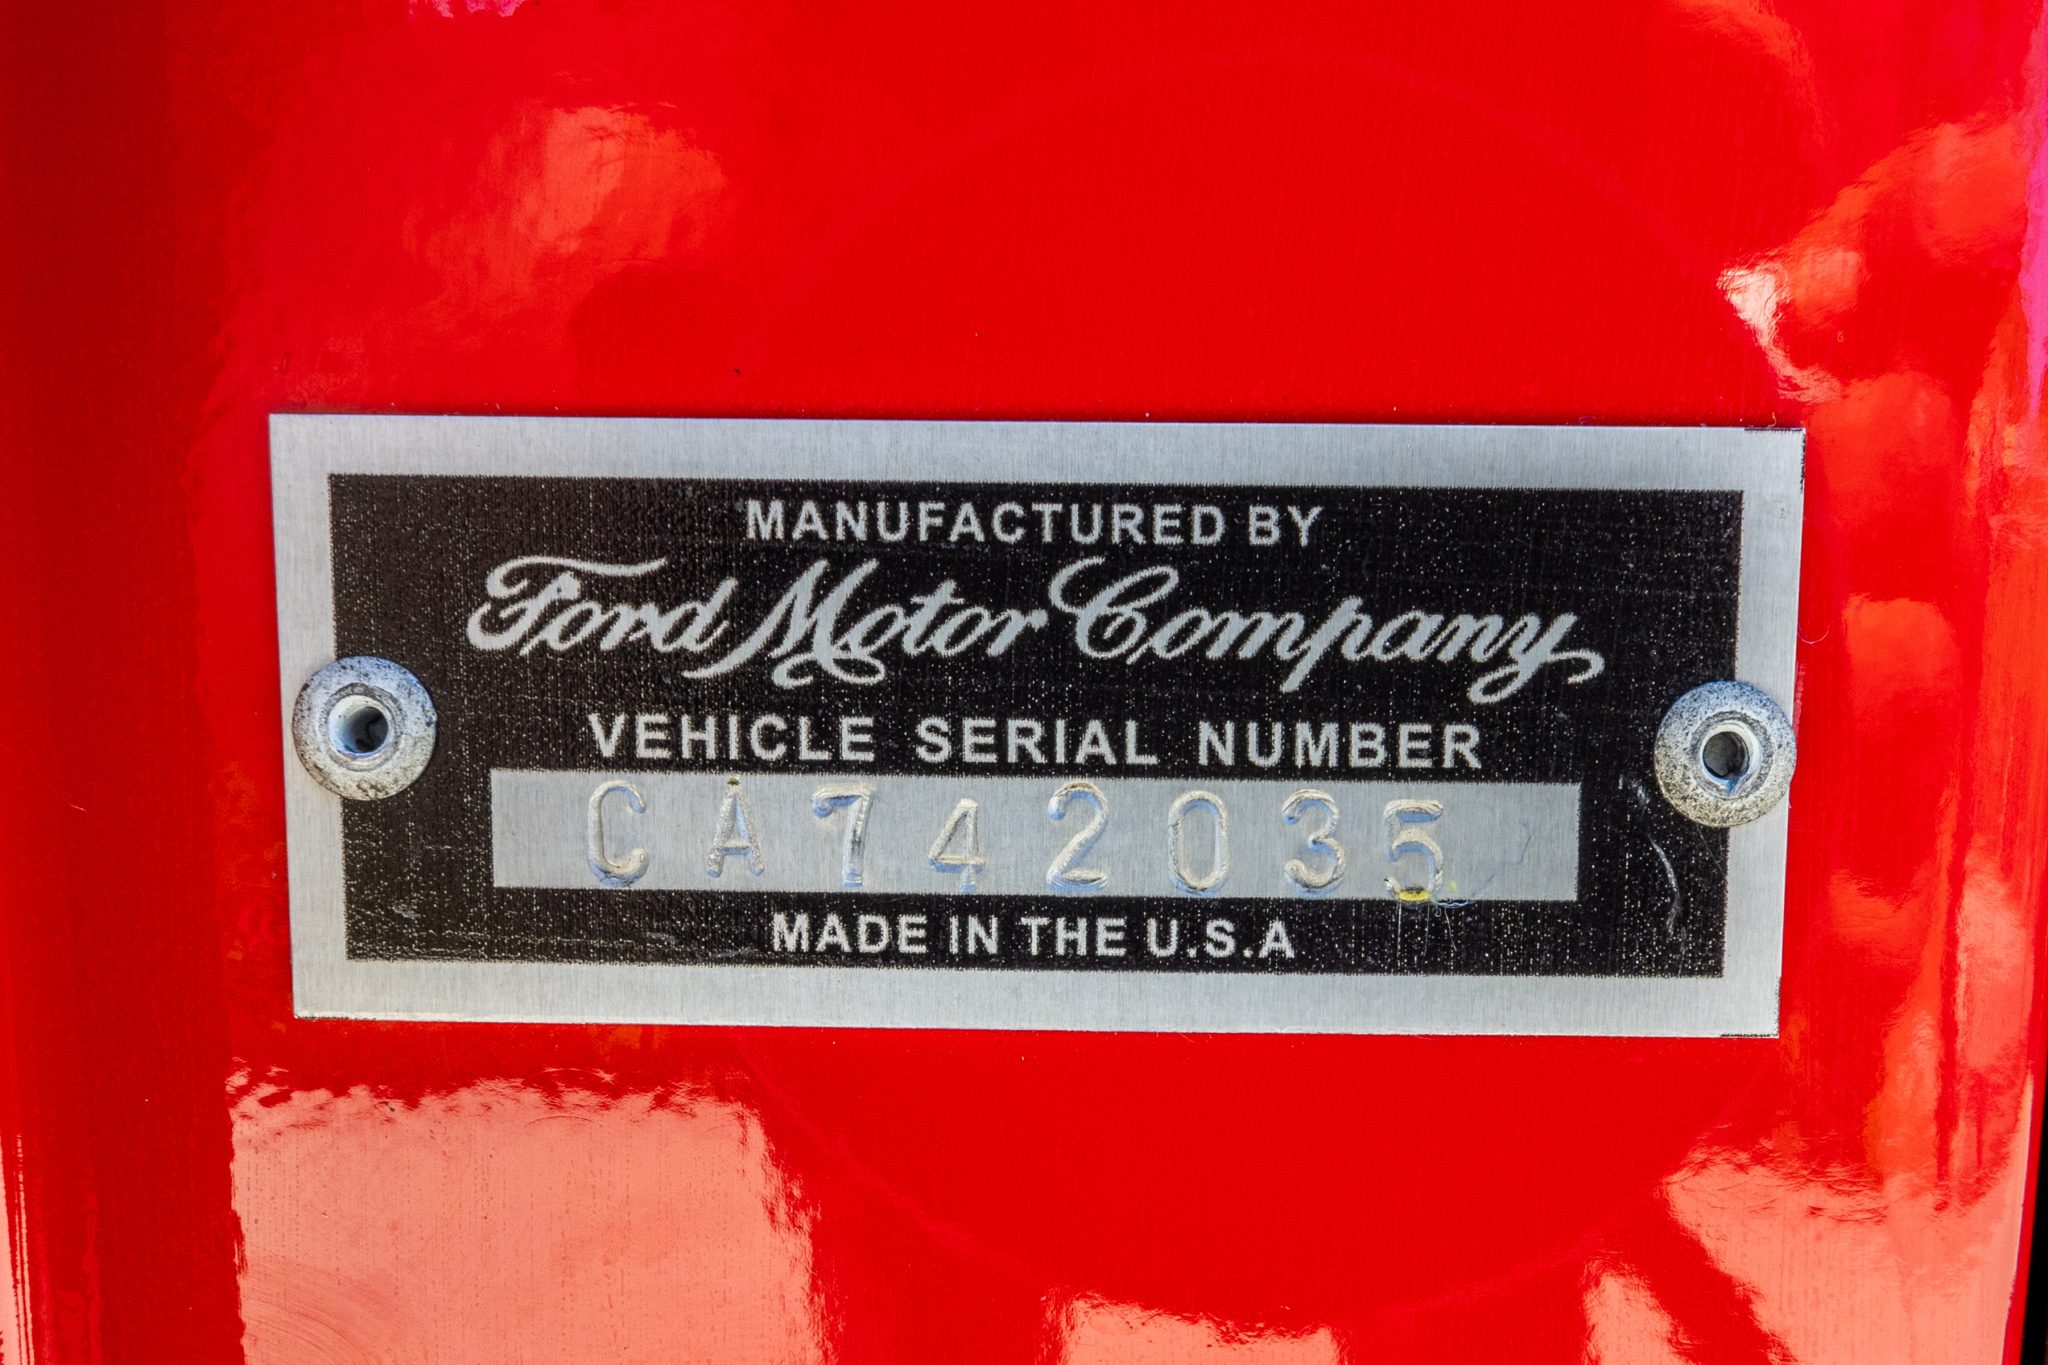 MANUFACTURED BY
Ford Motor Company
VEHICLE SERIAL NUMBER
CA742035
MADE IN THE U.S.A